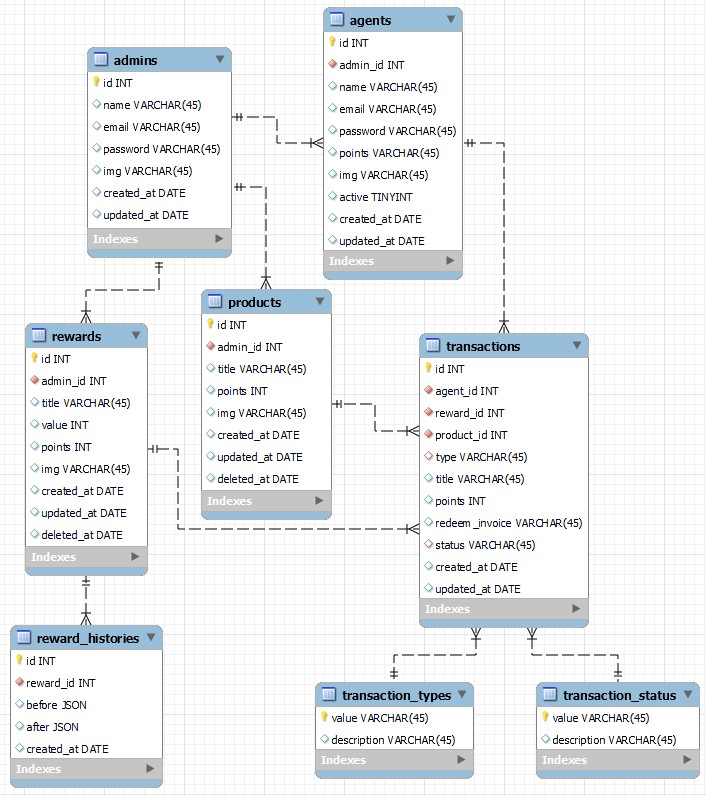 agents
id INT
admin_id INT
name VARCHAR(45)
email VARCHAR(45)
password VARCHAR(45)
points VARCHAR(45)
img VARCHAR(45)
active TINYINT
created_at DATE
updated_at DATE
Indexes
admins
id INT
name VARCHAR(45)
email VARCHAR(45)
password VARCHAR(45)
img VARCHAR(45)
created_at DATE
updated_at DATE
Indexes
products
id INT
admin_id INT
title VARCHAR(45)
points INT
img VARCHAR(45)
created_at DATE
updated_at DATE
deleted_at DATE
Indexes
rewards
id INT
admin_id INT
title VARCHAR(45)
value INT
points INT
img VARCHAR(45)
created_at DATE
updated_at DATE
deleted_at DATE
Indexes
transactions
id INT
agent_id INT
reward_id INT
product_id INT
type VARCHAR(45)
title VARCHAR(45)
points INT
redeem_invoice VARCHAR(45)
status VARCHAR(45)
created_at DATE
updated_at DATE
Indexes
reward_histories
id INT
reward_id INT
before JSON
after JSON
created_at DATE
Indexes
transaction_types
value VARCHAR(45)
description VARCHAR(45)
Indexes
transaction_status
value VARCHAR(45)
description VARCHAR(45)
Indexes